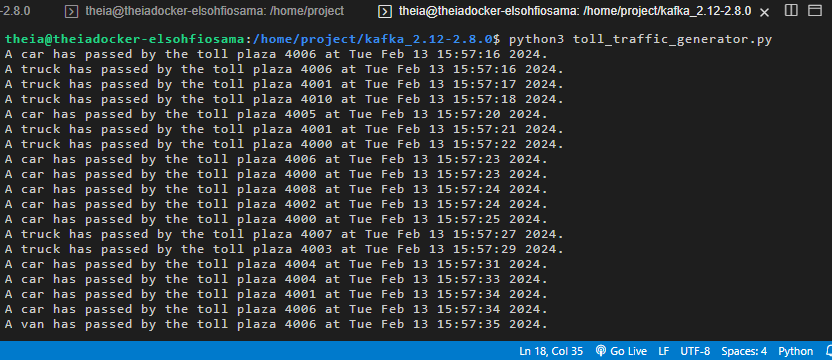 -2.8.0 theia@theiadocker-elsohfiosama: /home/project theia@theiadocker-elsohfiosama: /home/project/kafka_2.12-2.8.0
theia@theiadocker-elsohfiosama:/home/project/kafka_2.12-2.8.0$ python3 toll_traffic_generator.py
A car has passed by the toll plaza 4006 at Tue Feb 13 15:57:16 2024.
A truck has passed by the toll plaza 4006 at Tue Feb 13 15:57:16 2024.
A truck has passed by the toll plaza 4001 at Tue Feb 13 15:57:17 2024.
A truck has passed by the toll plaza 4010 at Tue Feb 13 15:57:18 2024.
A car has passed by the toll plaza 4005 at Tue Feb 13 15:57:20 2024.
A truck has passed by the toll plaza 4001 at Tue Feb 13 15:57:21 2024.
A truck has passed by the toll plaza 4000 at Tue Feb 13 15:57:22 2024.
A car has passed by the toll plaza 4006 at Tue Feb 13 15:57:23 2024.
A car has passed by the toll plaza 4000 at Tue Feb 13 15:57:23 2024.
A car has passed by the toll plaza 4008 at Tue Feb 13 15:57:24 2024.
A car has passed by the toll plaza 4002 at Tue Feb 13 15:57:24 2024.
A car has passed by the toll plaza 4000 at Tue Feb 13 15:57:25 2024.
A truck has passed by the toll plaza 4007 at Tue Feb 13 15:57:27 2024.
A truck has passed by the toll plaza 4003 at Tue Feb 13 15:57:29 2024.
A car has passed by the toll plaza 4004 at Tue Feb 13 15:57:31 2024.
A car has passed by the toll plaza 4004 at Tue Feb 13 15:57:33 2024.
A car has passed by the toll plaza 4001 at Tue Feb 13 15:57:34 2024.
A car has passed by the toll plaza 4006 at Tue Feb 13 15:57:34 2024.
A van has passed by the toll plaza 4006 at Tue Feb 13 15:57:35 2024.
Ln 18, Col 35 Go Live LF UTF-8 Spaces: 4 Python